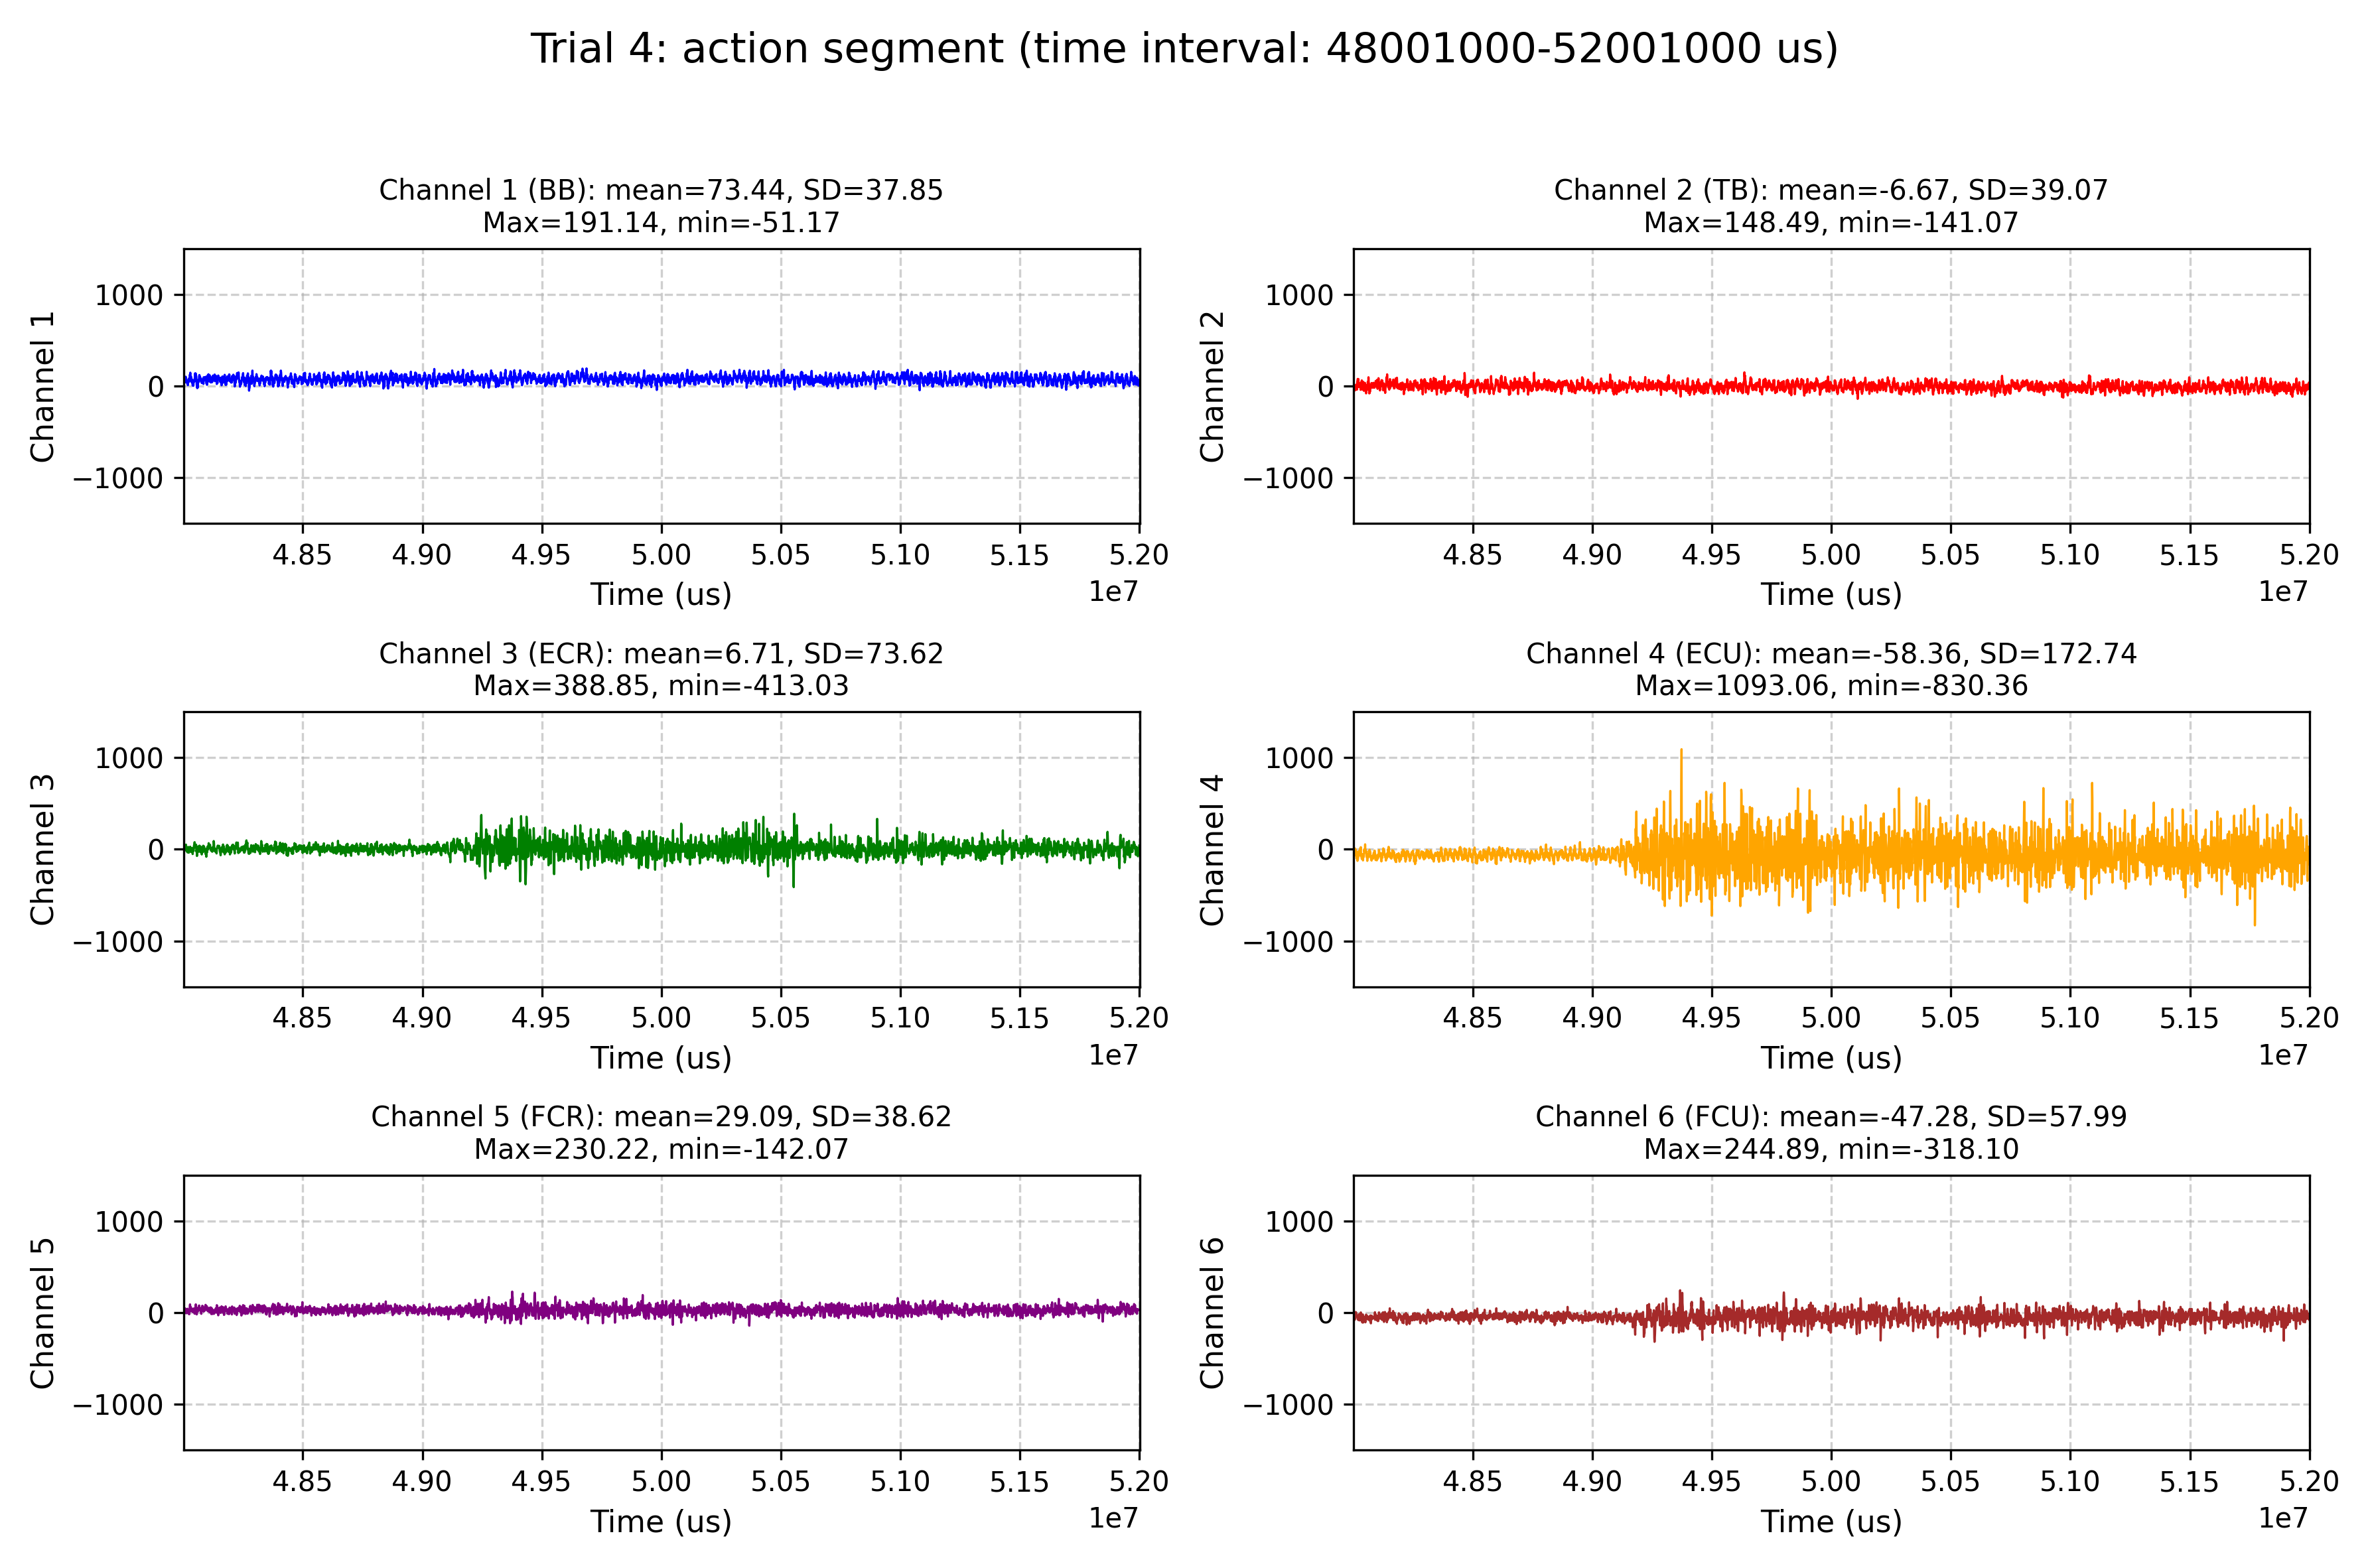 Trial 4: action segment (time interval: 48001000-52001000 us)
Channel 1 (BB): mean=73.44, SD=37.85
Max=191.14, min=-51.17
Channel 1
1000
0
−1000
4.85 4.90 4.95 5.00 5.05 5.10 5.15 5.20
Time (us)
1e7
Channel 2 (TB): mean=-6.67, SD=39.07
Max=148.49, min=-141.07
Channel 2
1000
0
−1000
4.85 4.90 4.95 5.00 5.05 5.10 5.15 5.20
Time (us)
1e7
Channel 3 (ECR): mean=6.71, SD=73.62
Max=388.85, min=-413.03
Channel 3
1000
0
−1000
4.85 4.90 4.95 5.00 5.05 5.10 5.15 5.20
Time (us)
1e7
Channel 4 (ECU): mean=-58.36, SD=172.74
Max=1093.06, min=-830.36
Channel 4
1000
0
−1000
4.85 4.90 4.95 5.00 5.05 5.10 5.15 5.20
Time (us)
1e7
Channel 5 (FCR): mean=29.09, SD=38.62
Max=230.22, min=-142.07
Channel 5
1000
0
−1000
4.85 4.90 4.95 5.00 5.05 5.10 5.15 5.20
Time (us)
1e7
Channel 6 (FCU): mean=-47.28, SD=57.99
Max=244.89, min=-318.10
Channel 6
1000
0
−1000
4.85 4.90 4.95 5.00 5.05 5.10 5.15 5.20
Time (us)
1e7